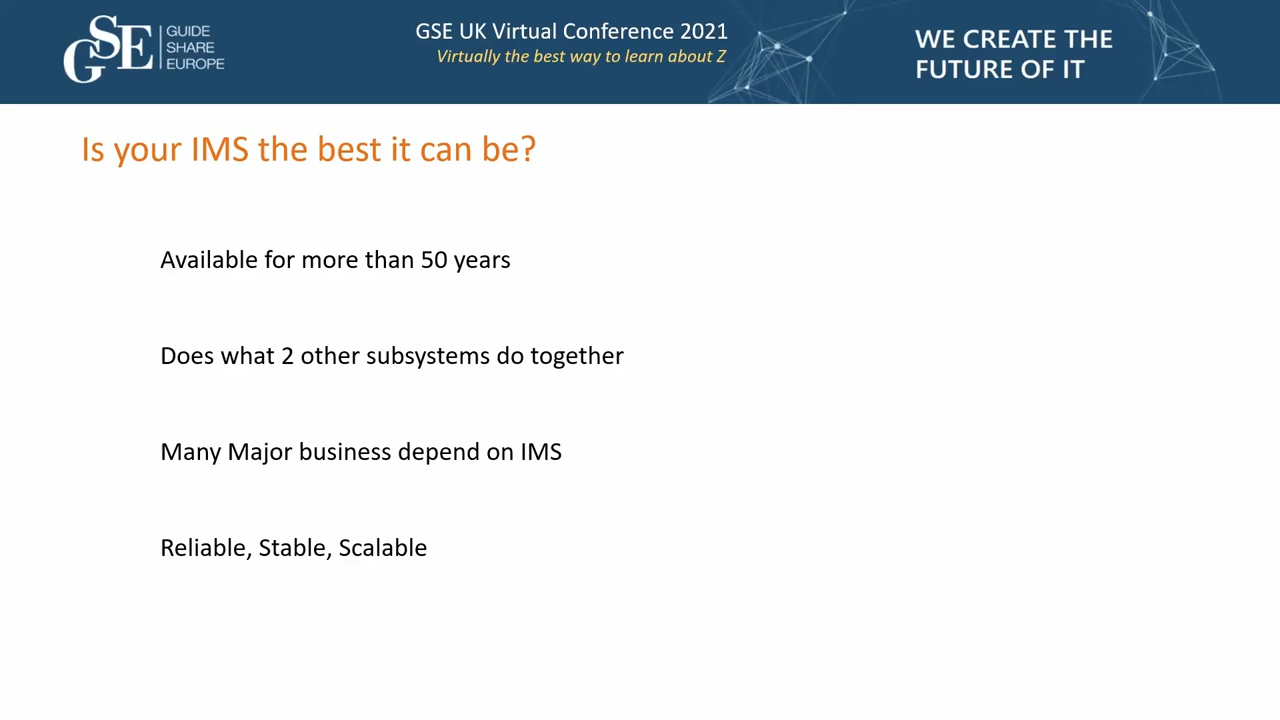 GSE
GUIDE
SHARE
EUROPE
GSE UK Virtual Conference 2021
Virtually the best way to learn about Z
WE CREATE THE
FUTURE OF IT
Is your IMS the best it can be?
Available for more than 50 years
Does what 2 other subsystems do together
Many Major business depend on IMS
Reliable, Stable, Scalable